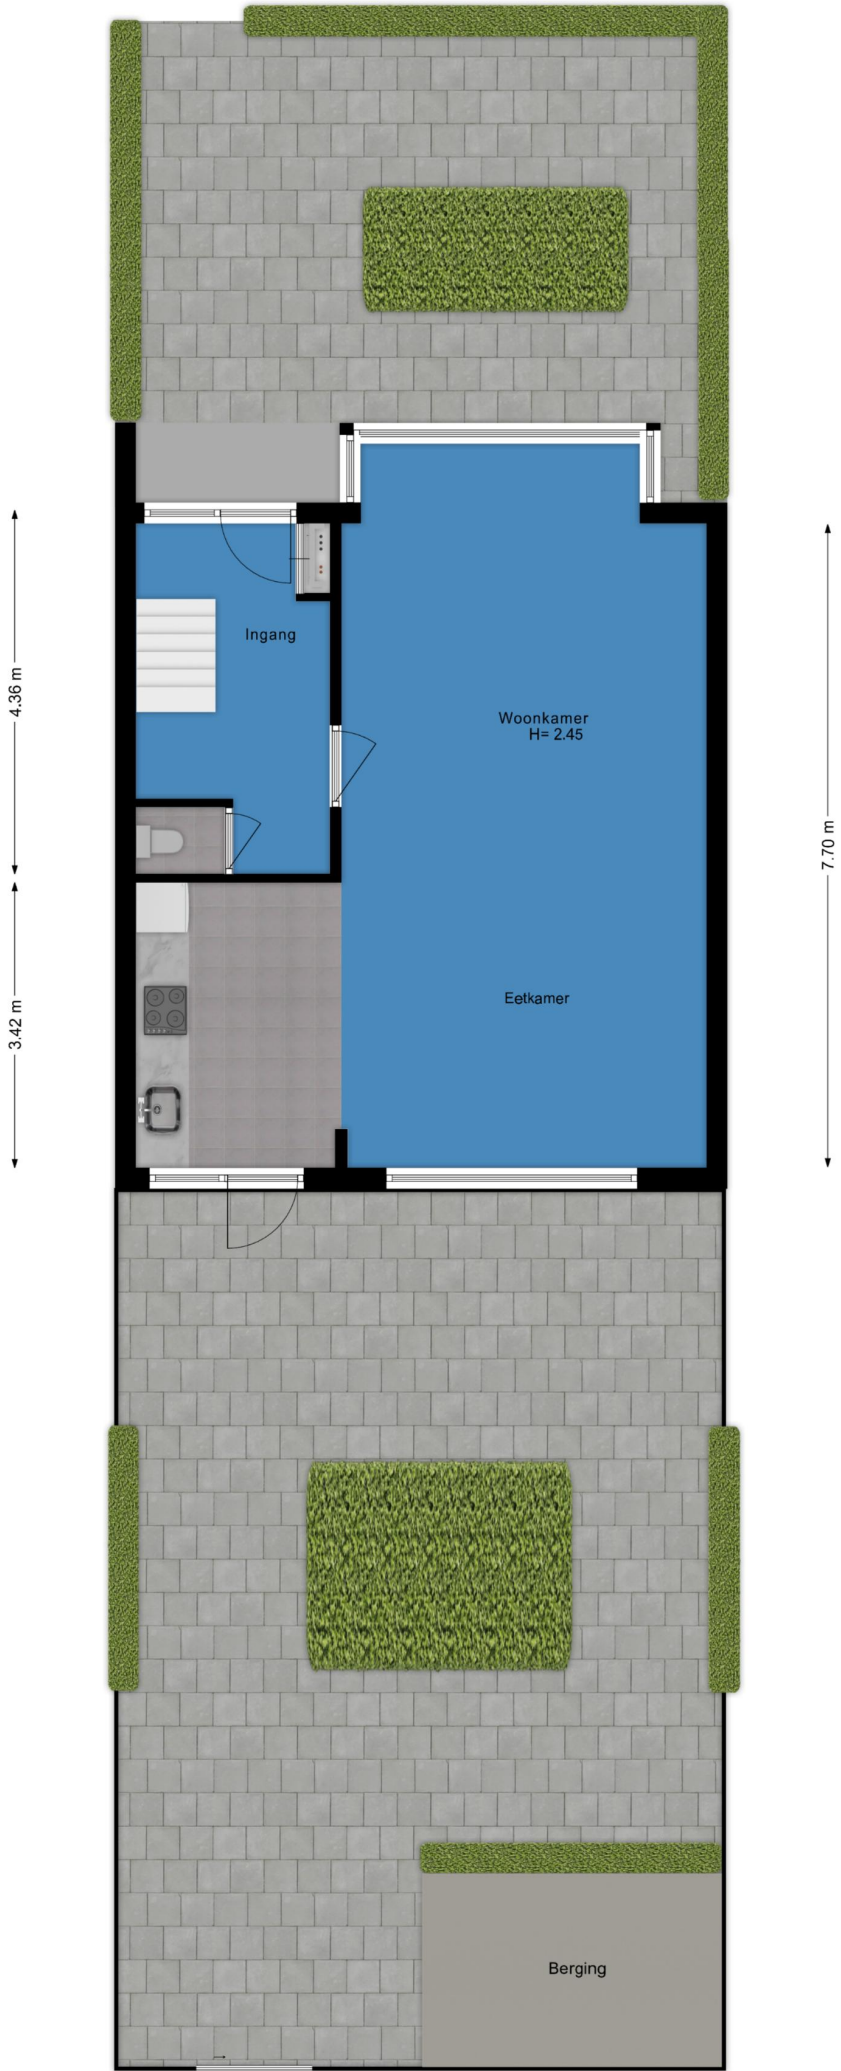 Ingang
4.36 m
Woonkamer
H= 2.45
7.70 m
Eetkamer
3.42 m
Berging